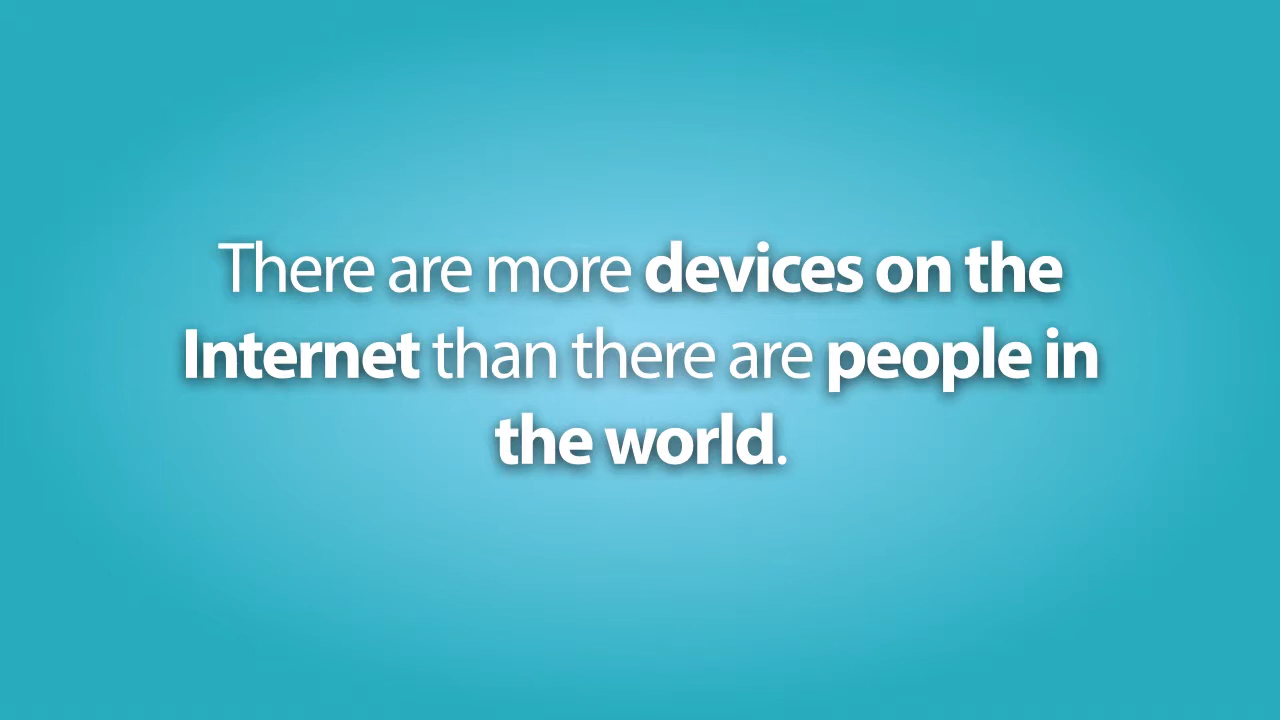 There are more devices on the
Internet than there are people in
the world.